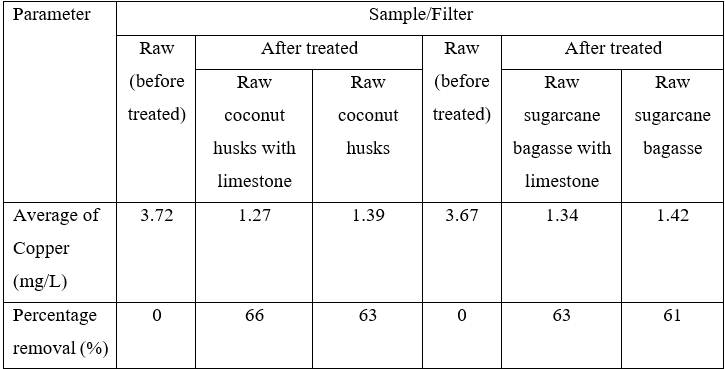 Parameter
Sample/Filter
Raw
(before
treated)
After treated
Raw
(before
treated)
After treated
Raw
coconut
husks with
limestone
Raw
coconut
husks
Raw
sugarcane
bagasse with
limestone
Raw
sugarcane
bagasse
Average of
Copper
(mg/L)
3.72
1.27
1.39
3.67
1.34
1.42
Percentage
removal (%)
0
66
63
0
63
61